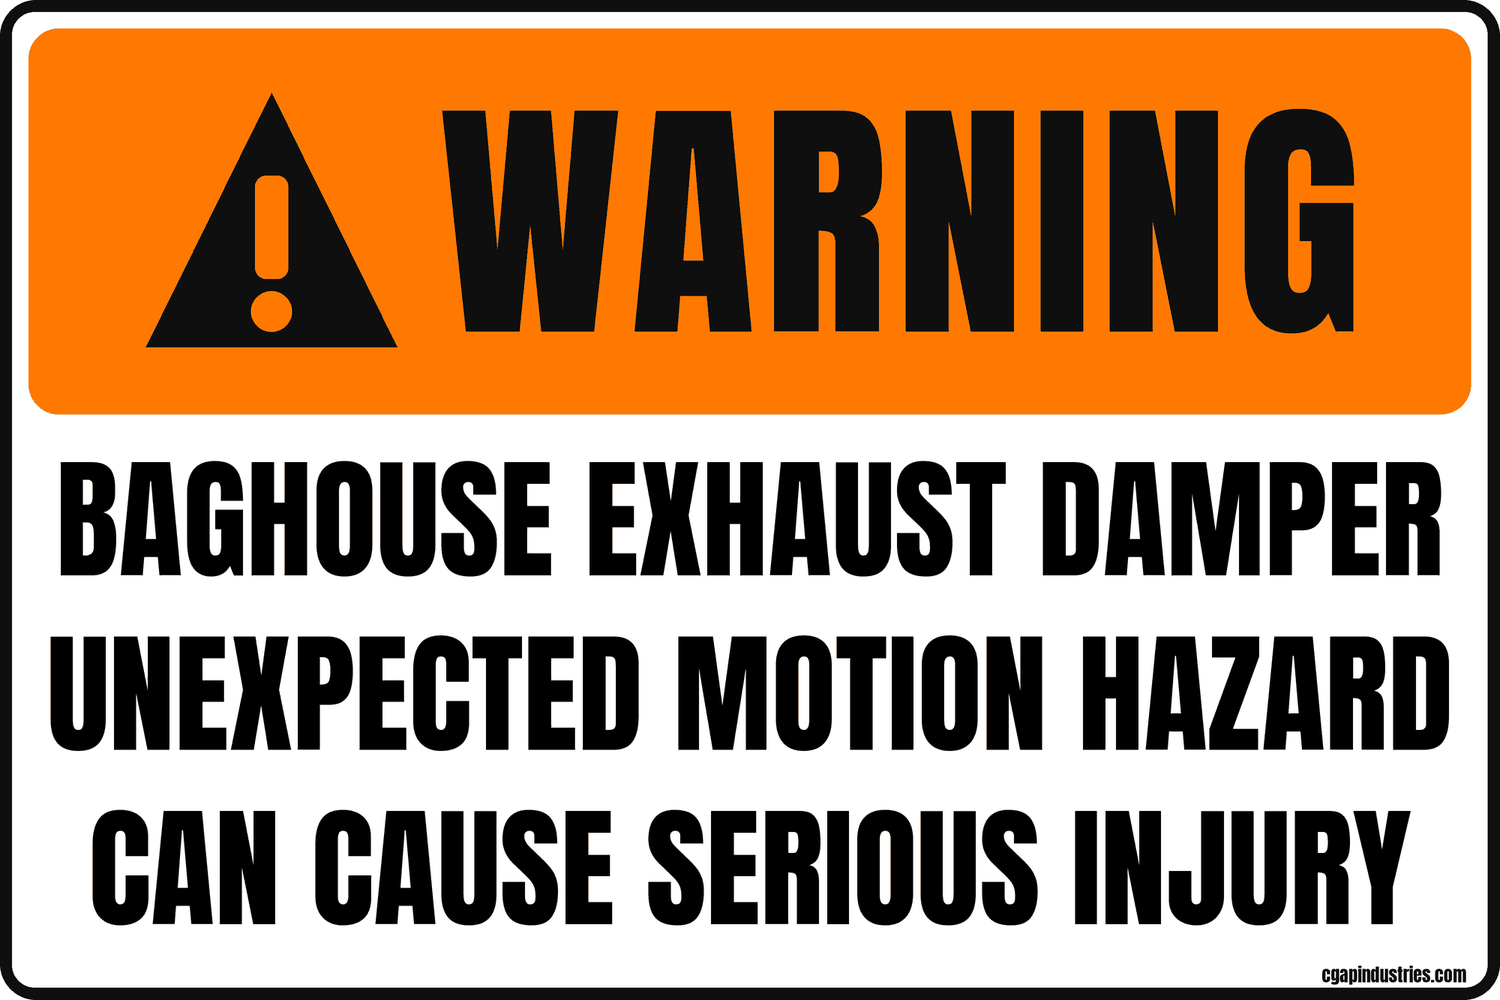 WARNING
BAGHOUSE EXHAUST DAMPER
UNEXPECTED MOTION HAZARD
CAN CAUSE SERIOUS INJURY
cgapindustries.com